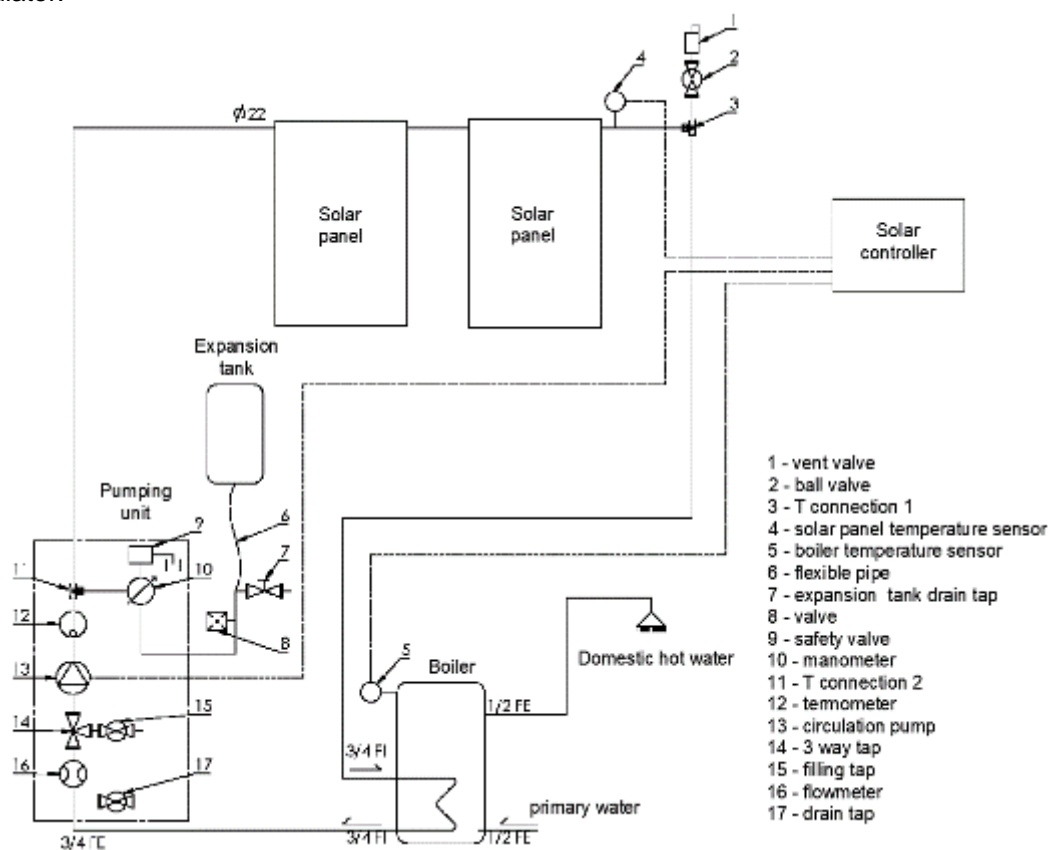 1
2
3
4
ϕ22
Solar
panel
Solar
panel
Solar
controller
Expansion
tank
Pumping
unit
9
6
7
10
11
12
8
13
14
15
16
17
5
Boiler
Domestic hot water
1/2 FE
3/4 FI
primary water
3/4 FE
3/4 FI
1/2 FE
1 - vent valve
2 - ball valve
3 - T connection 1
4 - solar panel temperature sensor
5 - boiler temperature sensor
6 - flexible pipe
7 - expansion tank drain tap
8 - valve
9 - safety valve
10 - manometer
11 - T connection 2
12 - termometer
13 - circulation pump
14 - 3 way tap
15 - filling tap
16 - flowmeter
17 - drain tap